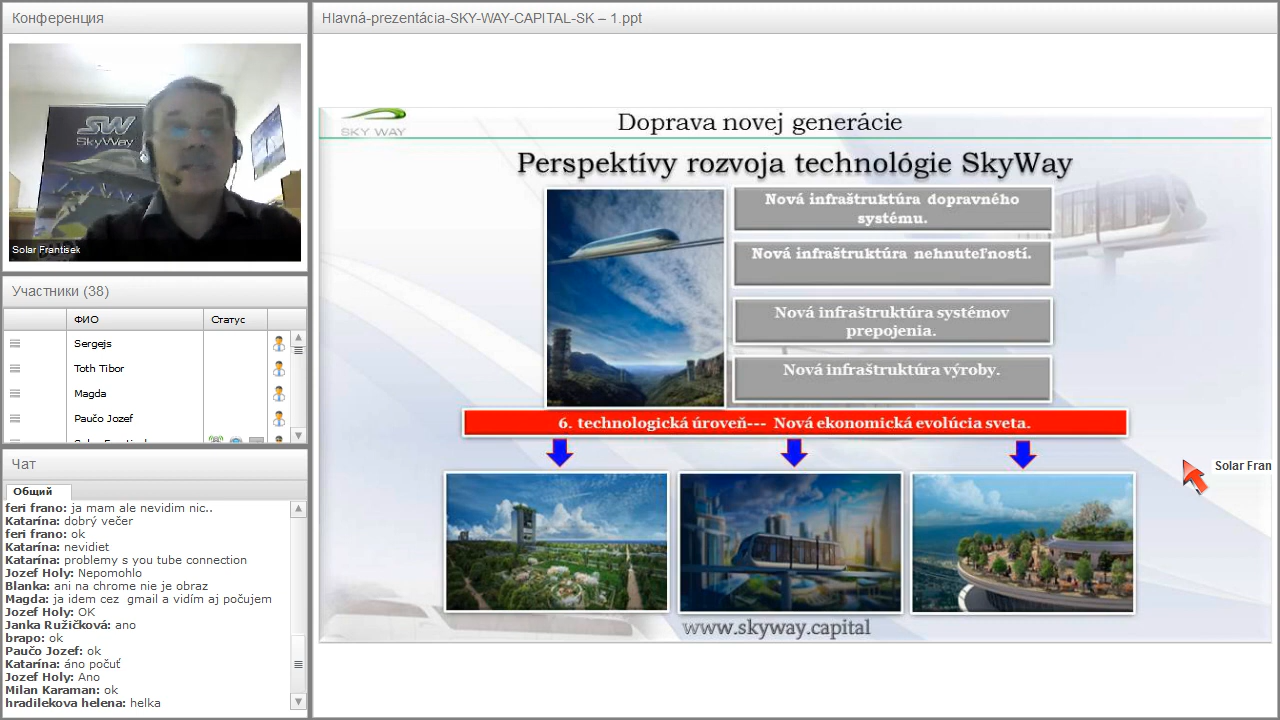 Конференция
SW
SkyWay
Solar Frantisek
Участники (38)
ФИО
Статус
Sergejs
Toth Tibor
Magda
Paučo Jozef
Чат
Общий
feri frano: ja mam ale nevidim nic..
Katarína: dobrý večer
feri frano: ok
Katarína: nevidiet
Katarína: problemy s you tube connection
Jozef Holy: Nepomohlo
Blanka: ani na chrome nie je obraz
Magda: ja idem cez  gmail a vidím aj počujem
Jozef Holy: OK
Janka Ružičková: ano
brapo: ok
Paučo Jozef: ok
Katarína: áno počuť
Jozef Holy: Ano
Milan Karaman: ok
hradilekova helena: helka
Hlavná-prezentácia-SKY-WAY-CAPITAL-SK – 1.ppt
SKY WAY
Doprava novej generácie
Perspektívy rozvoja technológie SkyWay
Nová infraštruktúra dopravného
systému.
Nová infraštruktúra nehnuteľností.
Nová infraštruktúra systémov
prepojenia.
Nová infraštruktúra výroby.
6. technologická úroveň--- Nová ekonomická evolúcia sveta.
Solar Fran
www.skyway.capital